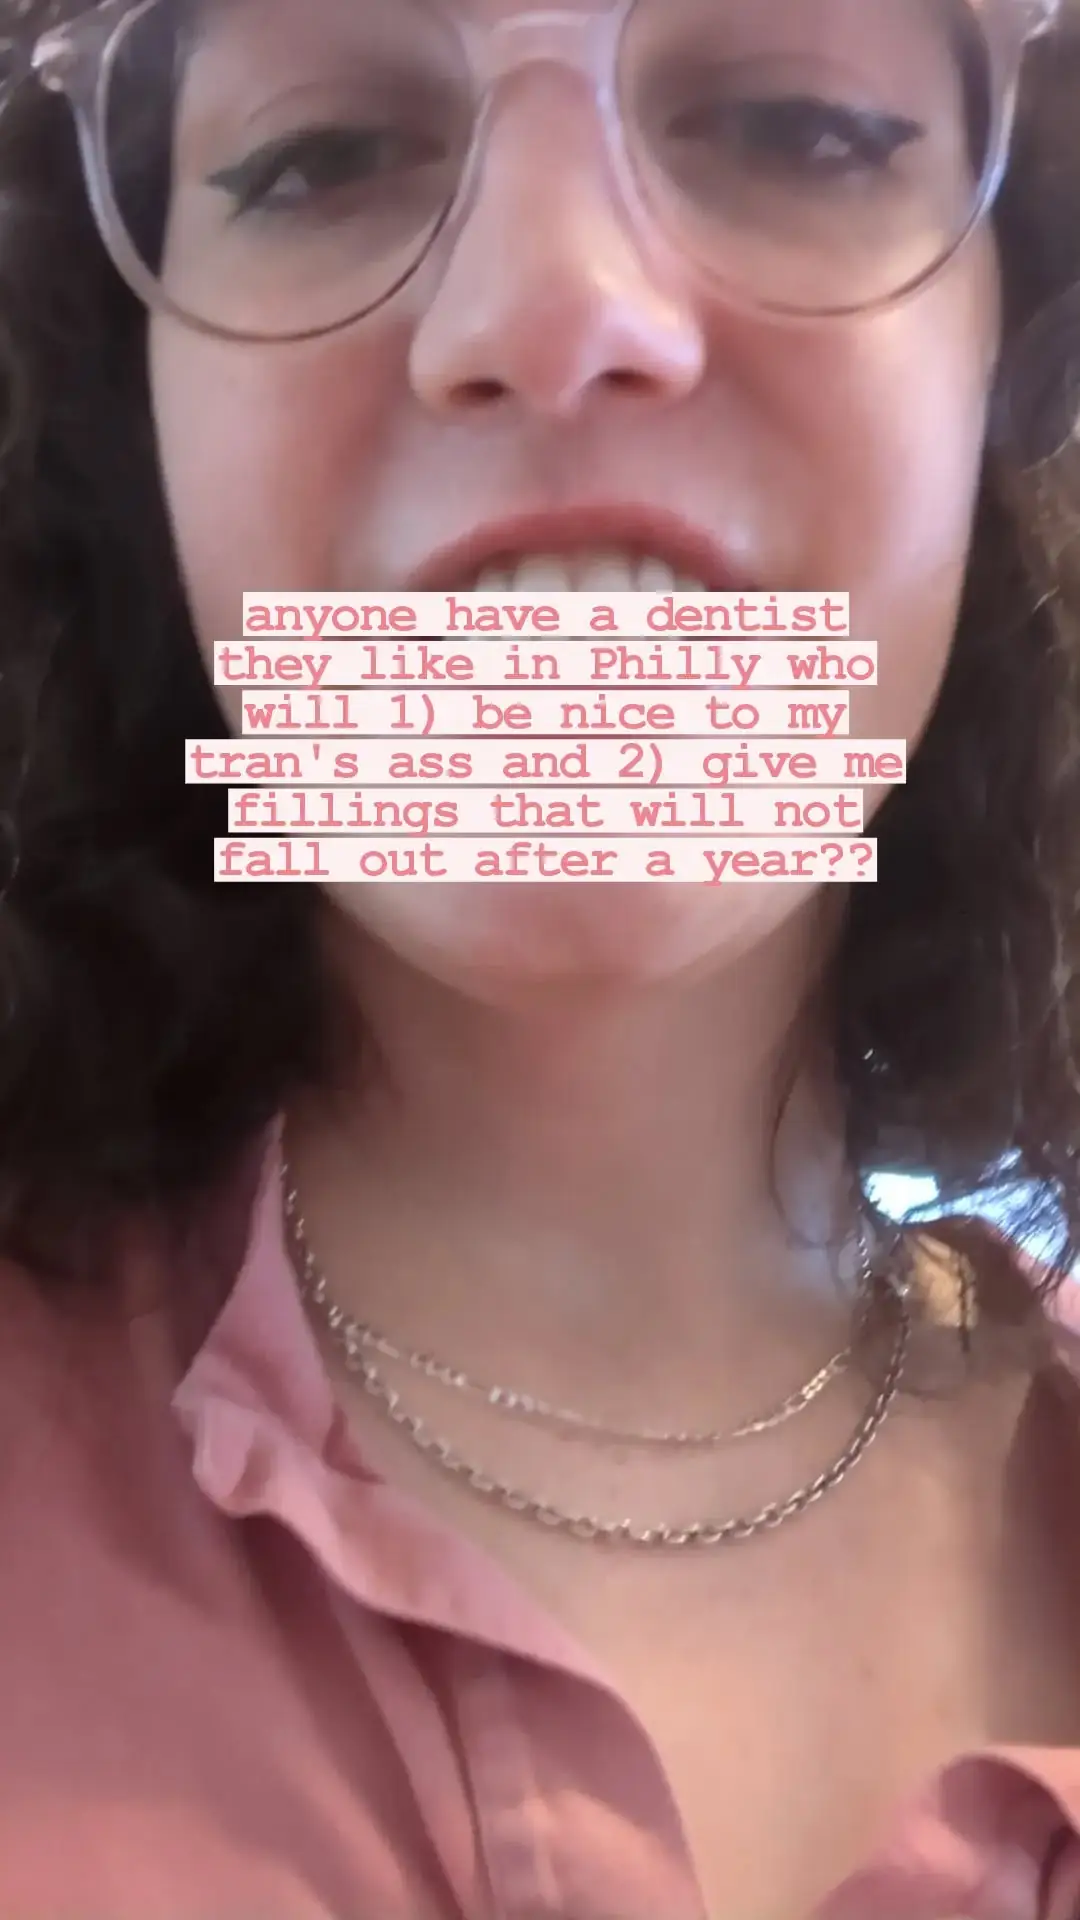 anyone have a dentist
they like in Philly who
will 1) be nice to my
tran's ass and 2) give me
fillings that will not
fall out after a year??